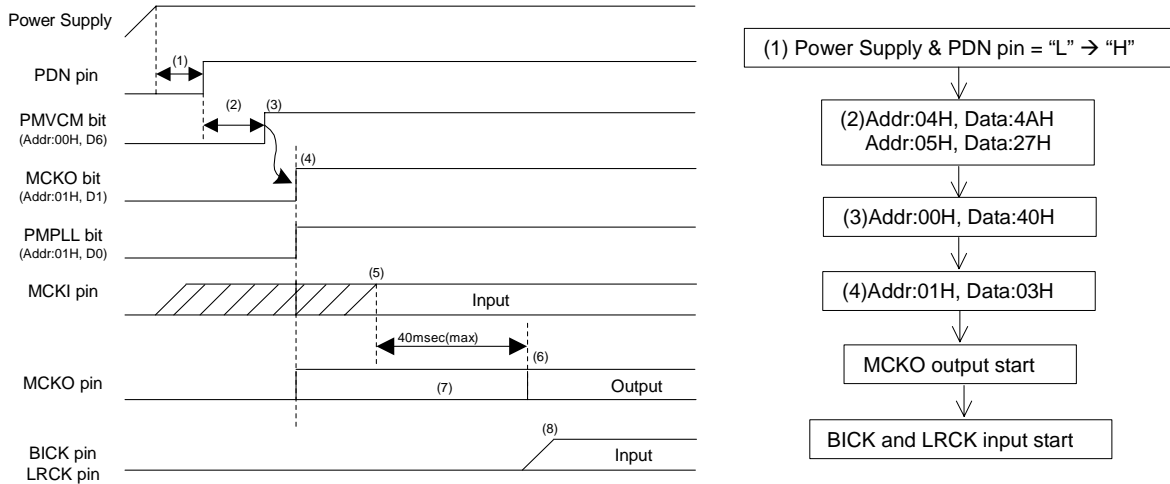 Power Supply
(1)
PDN pin
(2)
(3)
PMVCM bit
(Addr:00H, D6)
(4)
MCKO bit
(Addr:01H, D1)
PMPLL bit
(Addr:01H, D0)
(5)
MCKI pin
Input
40msec(max)
(6)
MCKO pin
(7)
Output
(8)
BICK pin
LRCK pin
Input
(1) Power Supply & PDN pin = “L” → “H”
(2)Addr:04H, Data:4AH
Addr:05H, Data:27H
(3)Addr:00H, Data:40H
(4)Addr:01H, Data:03H
MCKO output start
BICK and LRCK input start